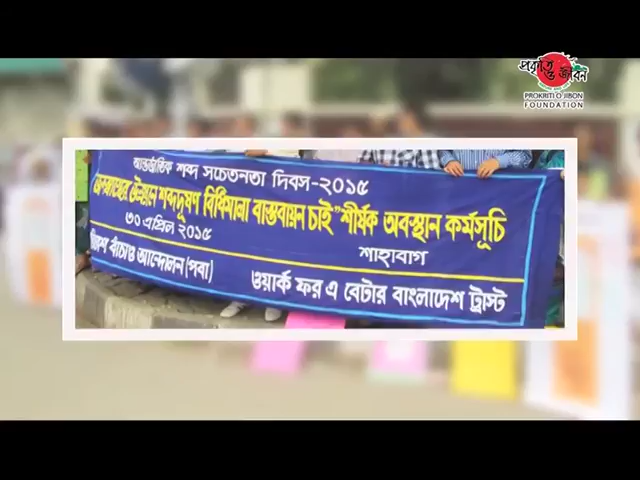 প্রকৃতি ও জীবন
PROKRITI O JIBON
FOUNDATION
আন্তর্জাতিক শব্দ সচেতনতা দিবস-২০১৫
শব্দদূষণ বিধিমালা বাস্তবায়ন চাই" শীর্ষক অবস্থান কর্মসূচি
৩০ এপ্রিল ২০১৫
শাহাবাগ
বাঁচাও আন্দোলন (পবা)
ওয়ার্ক ফর এ বেটার বাংলাদেশ ট্রাস্ট